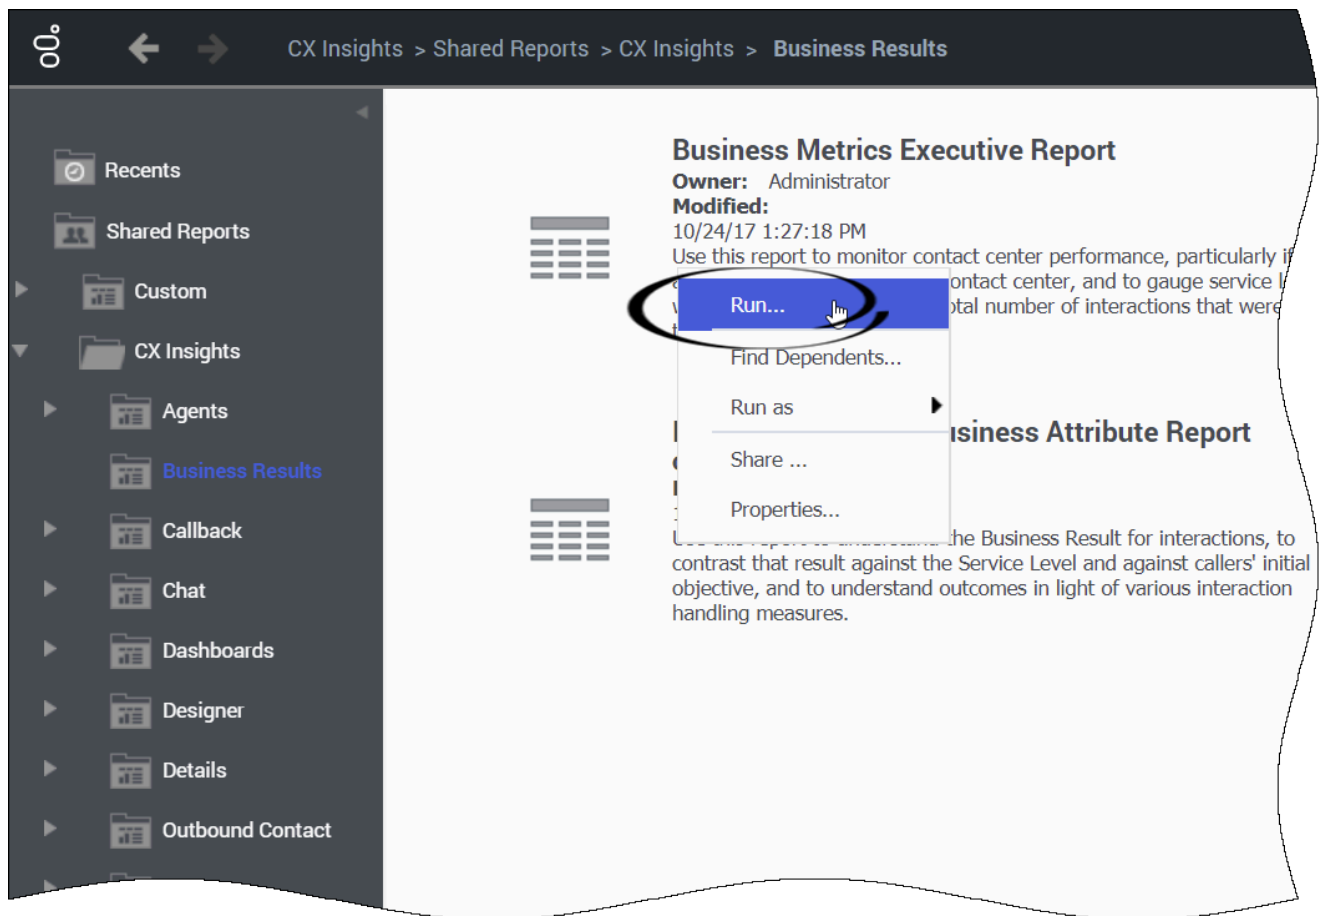 CX Insights > Shared Reports > CX Insights > Business Results
Recents
Shared Reports
Custom
CX Insights
Agents
Business Results
Callback
Chat
Dashboards
Designer
Details
Outbound Contact
Business Metrics Executive Report
Owner: Administrator
Modified:
10/24/17 1:27:18 PM
Use this report to monitor contact center performance, particularly if
contact center, and to gauge service
number of interactions that were
Run...
Find Dependents...
Run as
Share ...
Properties...
Attribute Report
the Business Result for interactions, to
contrast that result against the Service Level and against callers' initial
objective, and to understand outcomes in light of various interaction
handling measures.